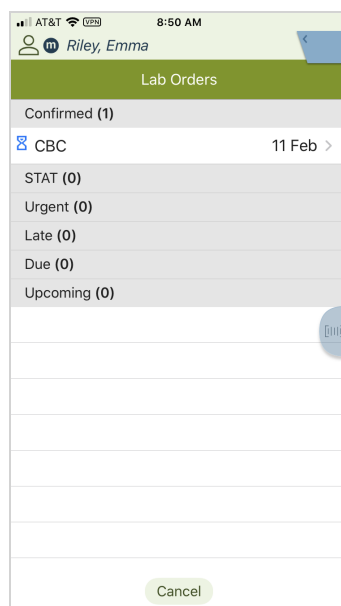 AT&T VPN 8:50 AM
m Riley, Emma
Lab Orders
Confirmed (1)
CBC 11 Feb
STAT (0)
Urgent (0)
Late (0)
Due (0)
Upcoming (0)
Cancel